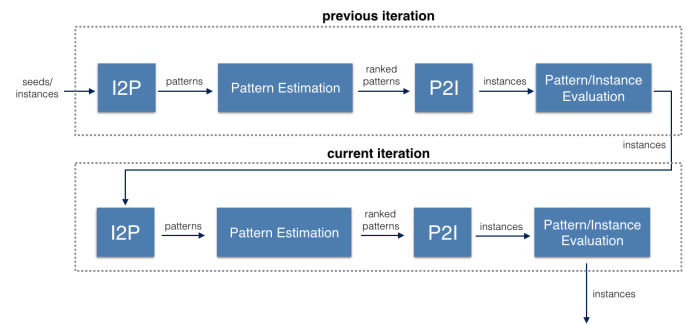 previous iteration
seeds/
instances
I2P
patterns
Pattern Estimation
ranked
patterns
P2I
instances
Pattern/Instance
Evaluation
instances
current iteration
I2P
patterns
Pattern Estimation
ranked
patterns
P2I
instances
Pattern/Instance
Evaluation
instances